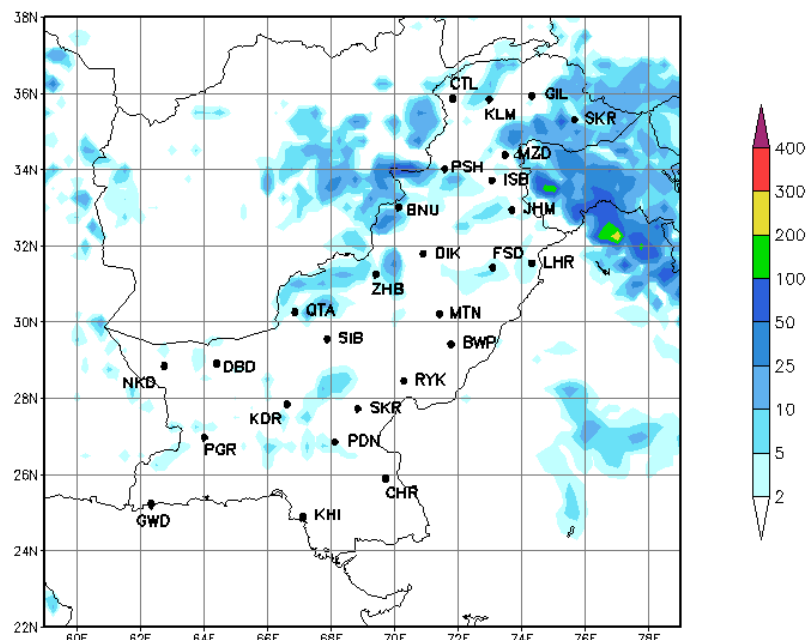 38N
36N
34N
32N
30N
28N
26N
24N
22N
CTL
KLM
GIL
SKR
MZD
PSH
ISB
BNU
JHM
DIK
FSD
LHR
ZHB
QTA
MTN
SIB
BWP
NKD
DBD
RYK
KDR
SKR
PGR
PDN
CHR
GWD
KHI
60E
62E
64E
66E
68E
70E
72E
74E
76E
78E
400
300
200
100
50
25
10
5
2